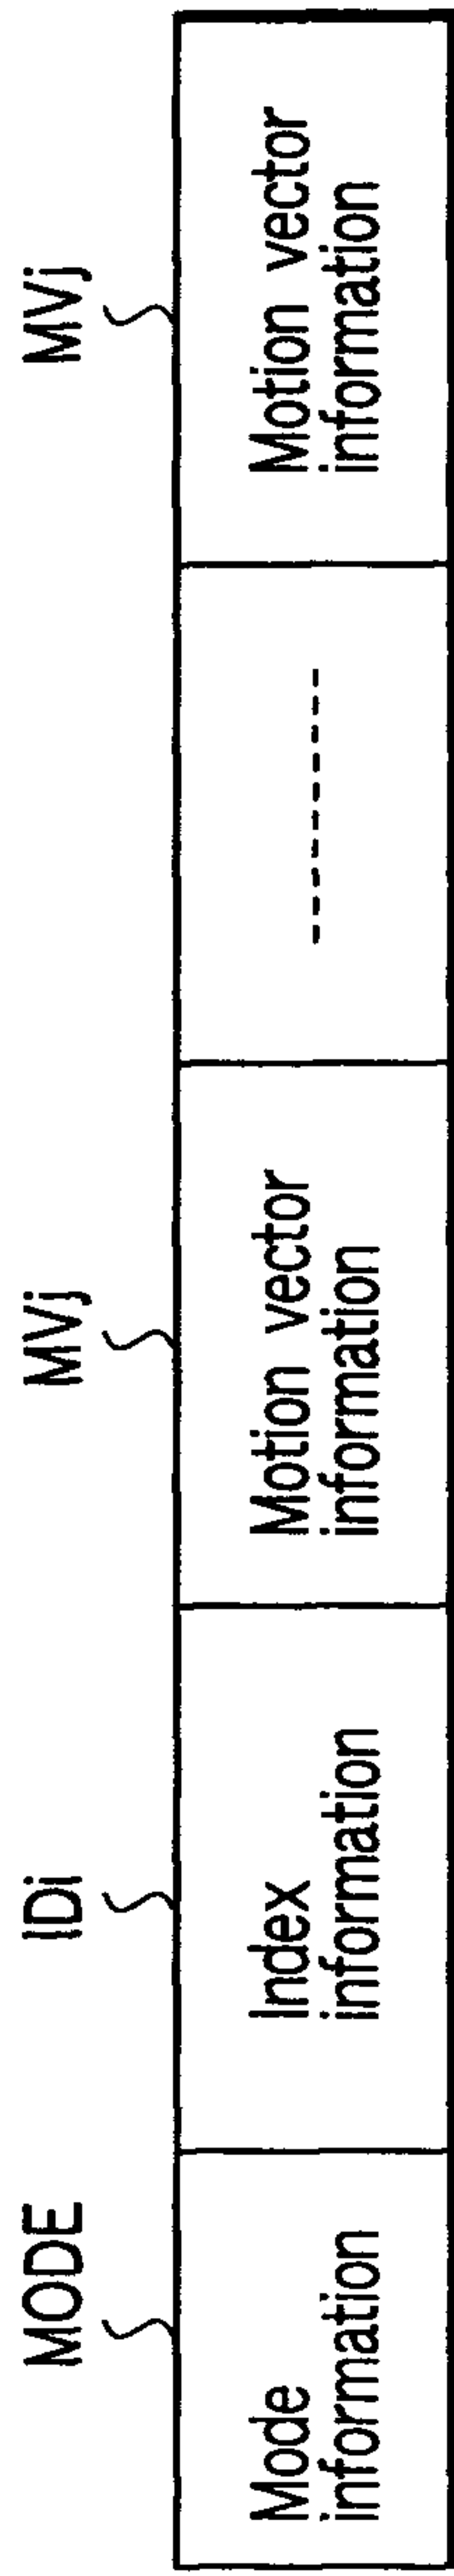 MODE
IDi
MVj
MVj
Mode
information
Index
information
Motion vector
information
----------
Motion vector
information